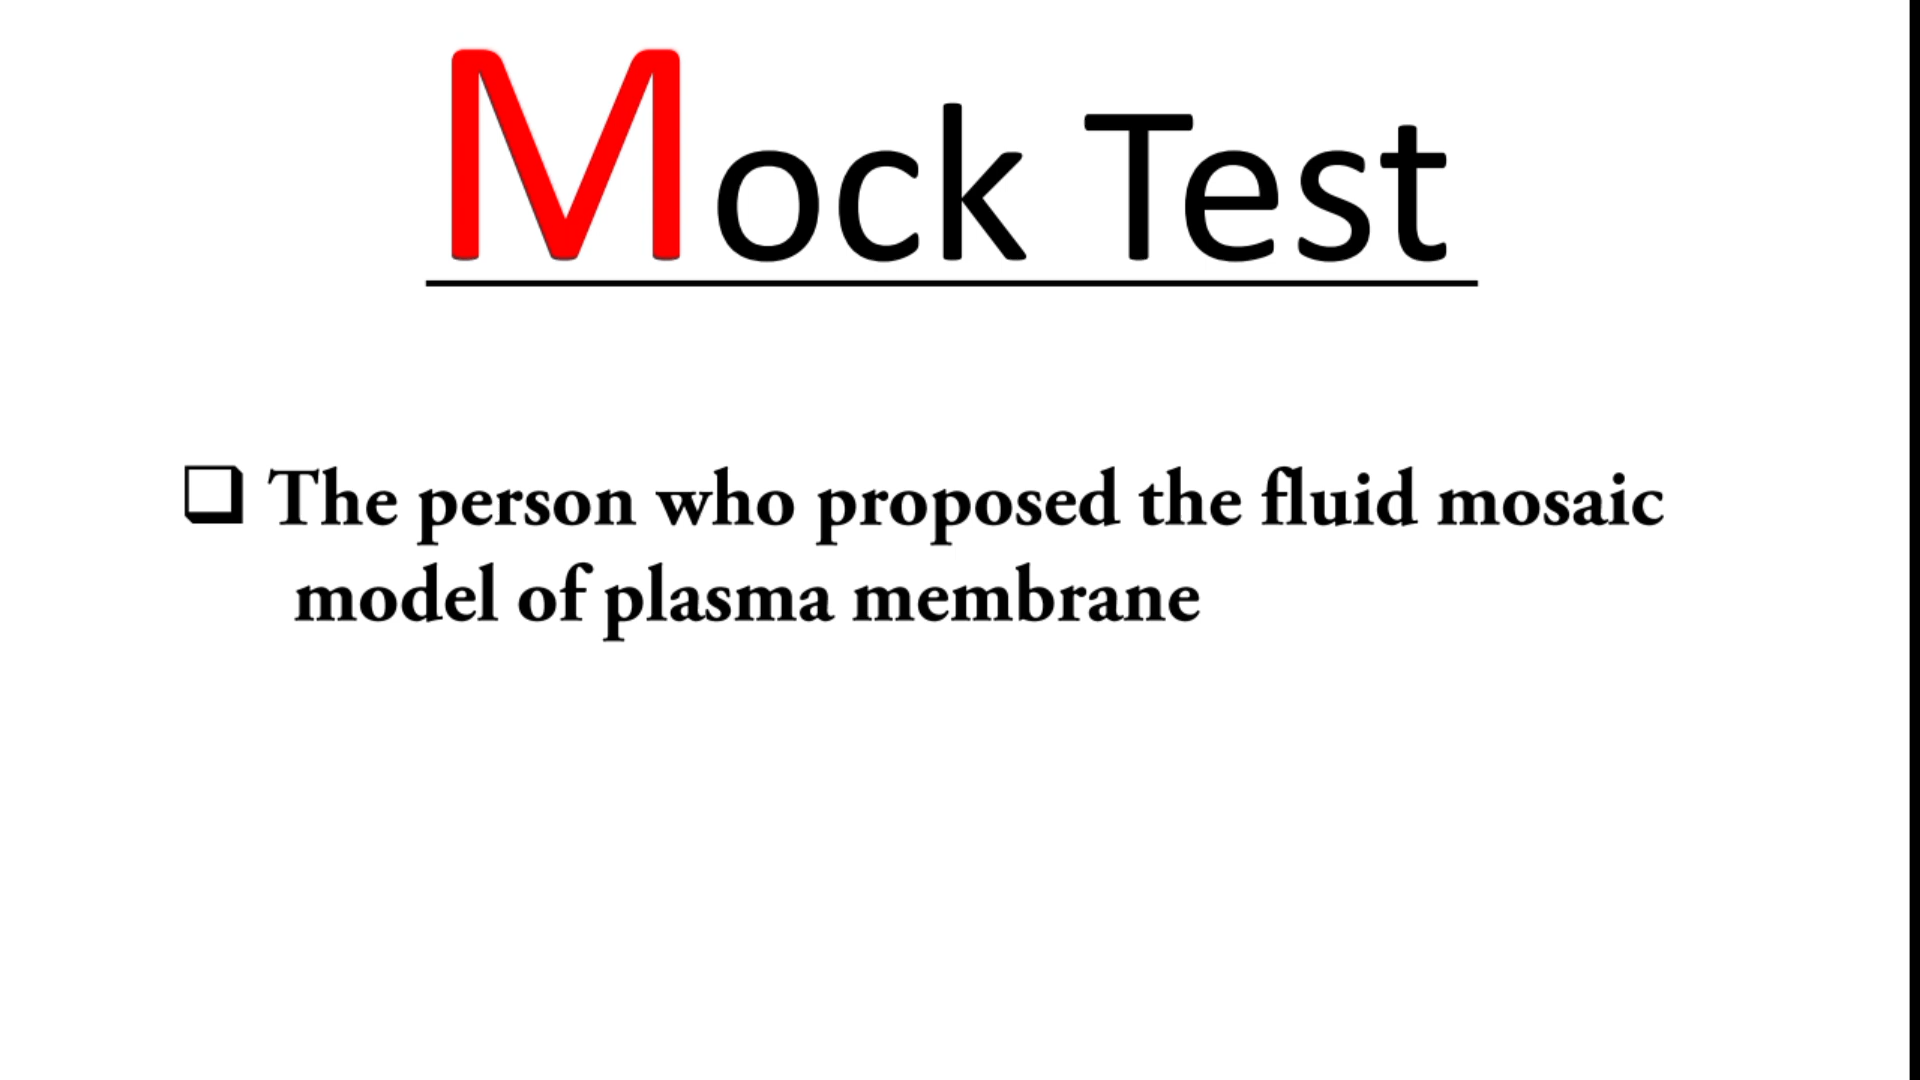 Mock Test
❑ The person who proposed the fluid mosaic
model of plasma membrane